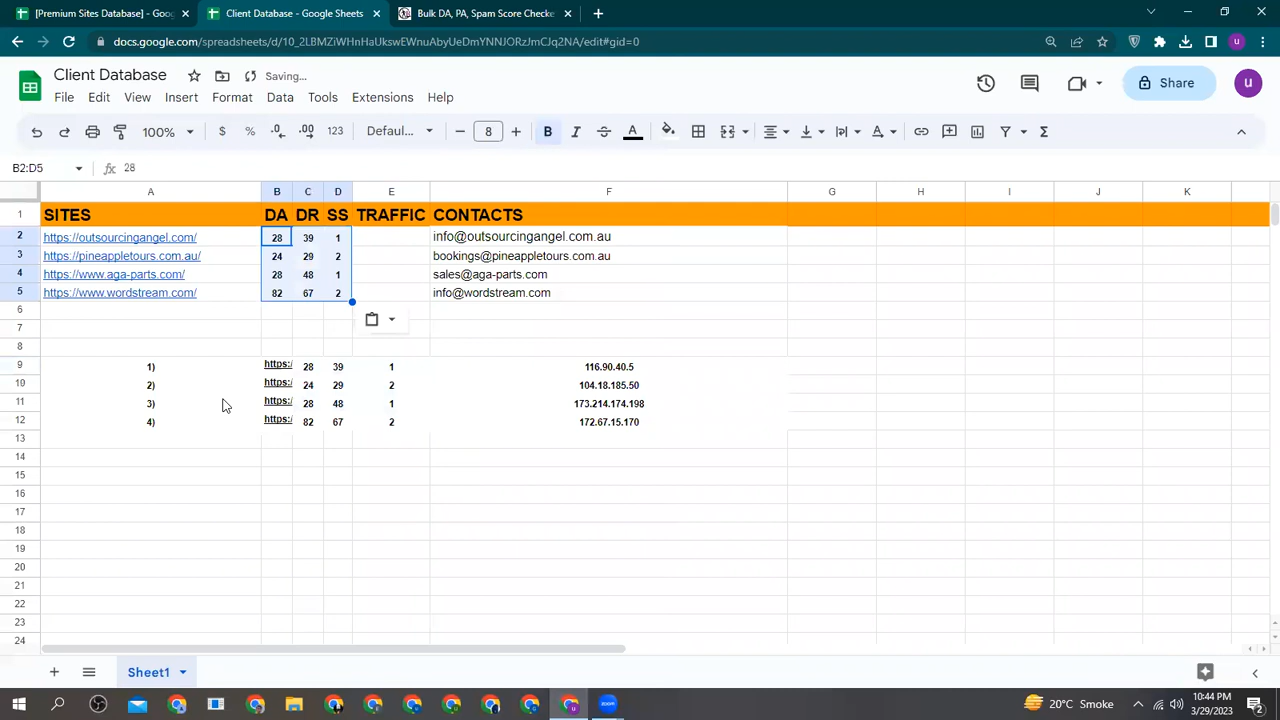 [Premium Sites Database] - Goog
Client Database - Google Sheets
Bulk DA, PA, Spam Score Checke
docs.google.com/spreadsheets/d/10_2LBMZiWHnHaUkswEWnuAbyUeDmYNNJORzJmCJq2NA/edit#gid=0
Client Database
Saving...
File Edit View Insert Format Data Tools Extensions Help
Share
u
100% $ % .0 .00 123 Defaul... 8 B I A
B2:D5 fx 28
A B C D E F G H I J K
1 SITES DA DR SS TRAFFIC CONTACTS
2 https://outsourcingangel.com/ 28 39 1 info@outsourcingangel.com.au
3 https://pineappletours.com.au/ 24 29 2 bookings@pineappletours.com.au
4 https://www.aga-parts.com/ 28 48 1 sales@aga-parts.com
5 https://www.wordstream.com/ 82 67 2 info@wordstream.com
6
7
8
9 1) https:/ 28 39 1 116.90.40.5
10 2) https:/ 24 29 2 104.18.185.50
11 3) https:/ 28 48 1 173.214.174.198
12 4) https:/ 82 67 2 172.67.15.170
13
14
15
16
17
18
19
20
21
22
23
24
Sheet1
20°C Smoke
10:44 PM
3/29/2023